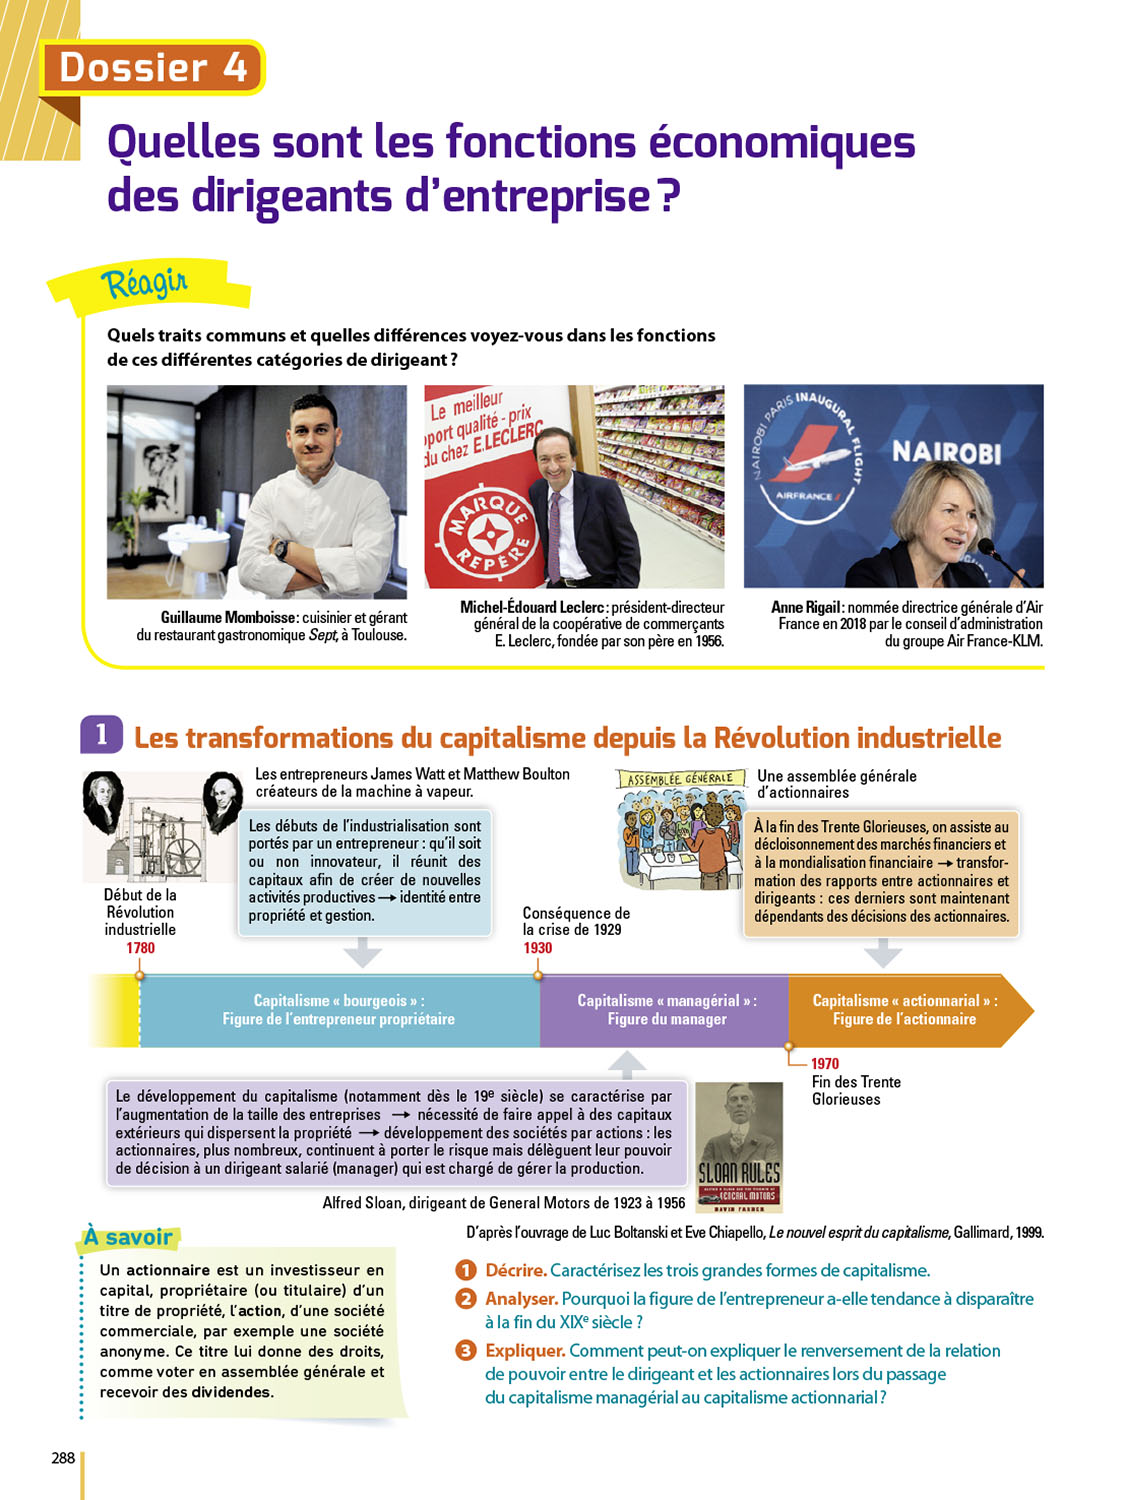 Dossier 4
Quelles sont les fonctions économiques
des dirigeants d'entreprise ?
Réagir
Quels traits communs et quelles différences voyez-vous dans les fonctions
de ces différentes catégories de dirigeant ?
Le meilleur
pport qualité - prix
du chez E.LECLERC
MARQUE
REPÈRE
NAIROBI PARIS INAUGURAL FLIGHT
AIRFRANCE
NAIROBI
Guillaume Momboisse : cuisinier et gérant
du restaurant gastronomique Sept, à Toulouse.
Michel-Édouard Leclerc : président-directeur
général de la coopérative de commerçants
E. Leclerc, fondée par son père en 1956.
Anne Rigail : nommée directrice générale d'Air
France en 2018 par le conseil d'administration
du groupe Air France-KLM.
1 Les transformations du capitalisme depuis la Révolution industrielle
Les entrepreneurs James Watt et Matthew Boulton
créateurs de la machine à vapeur.
Les débuts de l'industrialisation sont
portés par un entrepreneur : qu'il soit
ou non innovateur, il réunit des
capitaux afin de créer de nouvelles
activités productives → identité entre
propriété et gestion.
Début de la
Révolution
industrielle
1780
Conséquence de
la crise de 1929
1930
ASSEMBLÉE GÉNÉRALE
Une assemblée générale
d'actionnaires
À la fin des Trente Glorieuses, on assiste au
décloisonnement des marchés financiers et
à la mondialisation financiaire → transfor-
mation des rapports entre actionnaires et
dirigeants : ces derniers sont maintenant
dépendants des décisions des actionnaires.
Capitalisme « bourgeois » :
Figure de l'entrepreneur propriétaire
Capitalisme « managérial » :
Figure du manager
Capitalisme « actionnarial » :
Figure de l'actionnaire
1970
Fin des Trente
Glorieuses
Le développement du capitalisme (notamment dès le 19e siècle) se caractérise par
l'augmentation de la taille des entreprises → nécessité de faire appel à des capitaux
extérieurs qui dispersent la propriété → développement des sociétés par actions : les
actionnaires, plus nombreux, continuent à porter le risque mais délèguent leur pouvoir
de décision à un dirigeant salarié (manager) qui est chargé de gérer la production.
SLOAN RULES
GENERAL MOTORS
DAVID FARBER
Alfred Sloan, dirigeant de General Motors de 1923 à 1956
D'après l'ouvrage de Luc Boltanski et Eve Chiapello, Le nouvel esprit du capitalisme, Gallimard, 1999.
À savoir
Un actionnaire est un investisseur en
capital, propriétaire (ou titulaire) d'un
titre de propriété, l'action, d'une société
commerciale, par exemple une société
anonyme. Ce titre lui donne des droits,
comme voter en assemblée générale et
recevoir des dividendes.
1 Décrire. Caractérisez les trois grandes formes de capitalisme.
2 Analyser. Pourquoi la figure de l'entrepreneur a-elle tendance à disparaître
à la fin du XIXe siècle ?
3 Expliquer. Comment peut-on expliquer le renversement de la relation
de pouvoir entre le dirigeant et les actionnaires lors du passage
du capitalisme managérial au capitalisme actionnarial ?
288